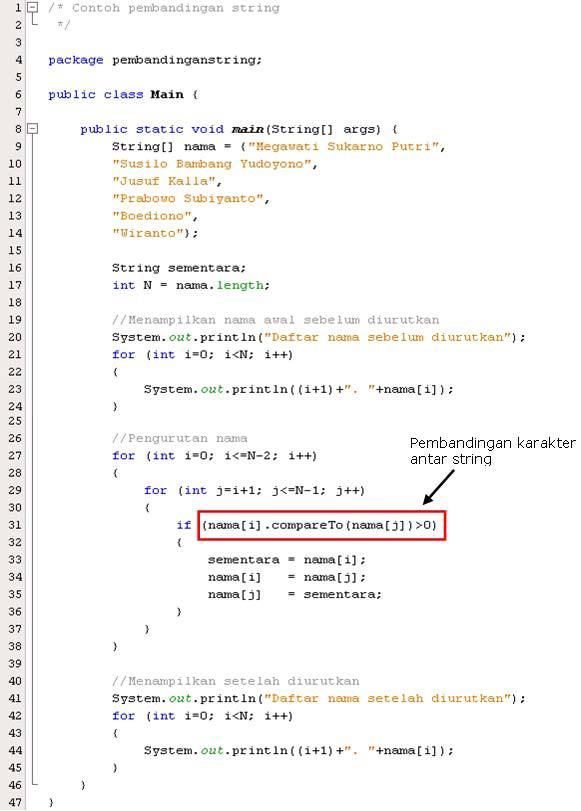 1 /* Contoh pembandingan string
2  */
3
4 package pembandinganstring;
5
6 public class Main {
7
8     public static void main(String[] args) {
9         String[] nama = {"Megawati Sukarno Putri",
10         "Susilo Bambang Yudoyono",
11         "Jusuf Kalla",
12         "Prabowo Subiyanto",
13         "Boediono",
14         "Wiranto"};
15
16         String sementara;
17         int N = nama.length;
18
19         //Menampilkan nama awal sebelum diurutkan
20         System.out.println("Daftar nama sebelum diurutkan");
21         for (int i=0; i<N; i++)
22         {
23             System.out.println((i+1)+". "+nama[i]);
24         }
25
26         //Pengurutan nama
Pembandingan karakter
antar string
27         for (int i=0; i<=N-2; i++)
28         {
29             for (int j=i+1; j<=N-1; j++)
30             {
31                 if (nama[i].compareTo(nama[j])>0)
32                 {
33                     sementara = nama[i];
34                     nama[i]   = nama[j];
35                     nama[j]   = sementara;
36                 }
37             }
38         }
39
40         //Menampilkan setelah diurutkan
41         System.out.println("Daftar nama setelah diurutkan");
42         for (int i=0; i<N; i++)
43         {
44             System.out.println((i+1)+". "+nama[i]);
45         }
46     }
47 }